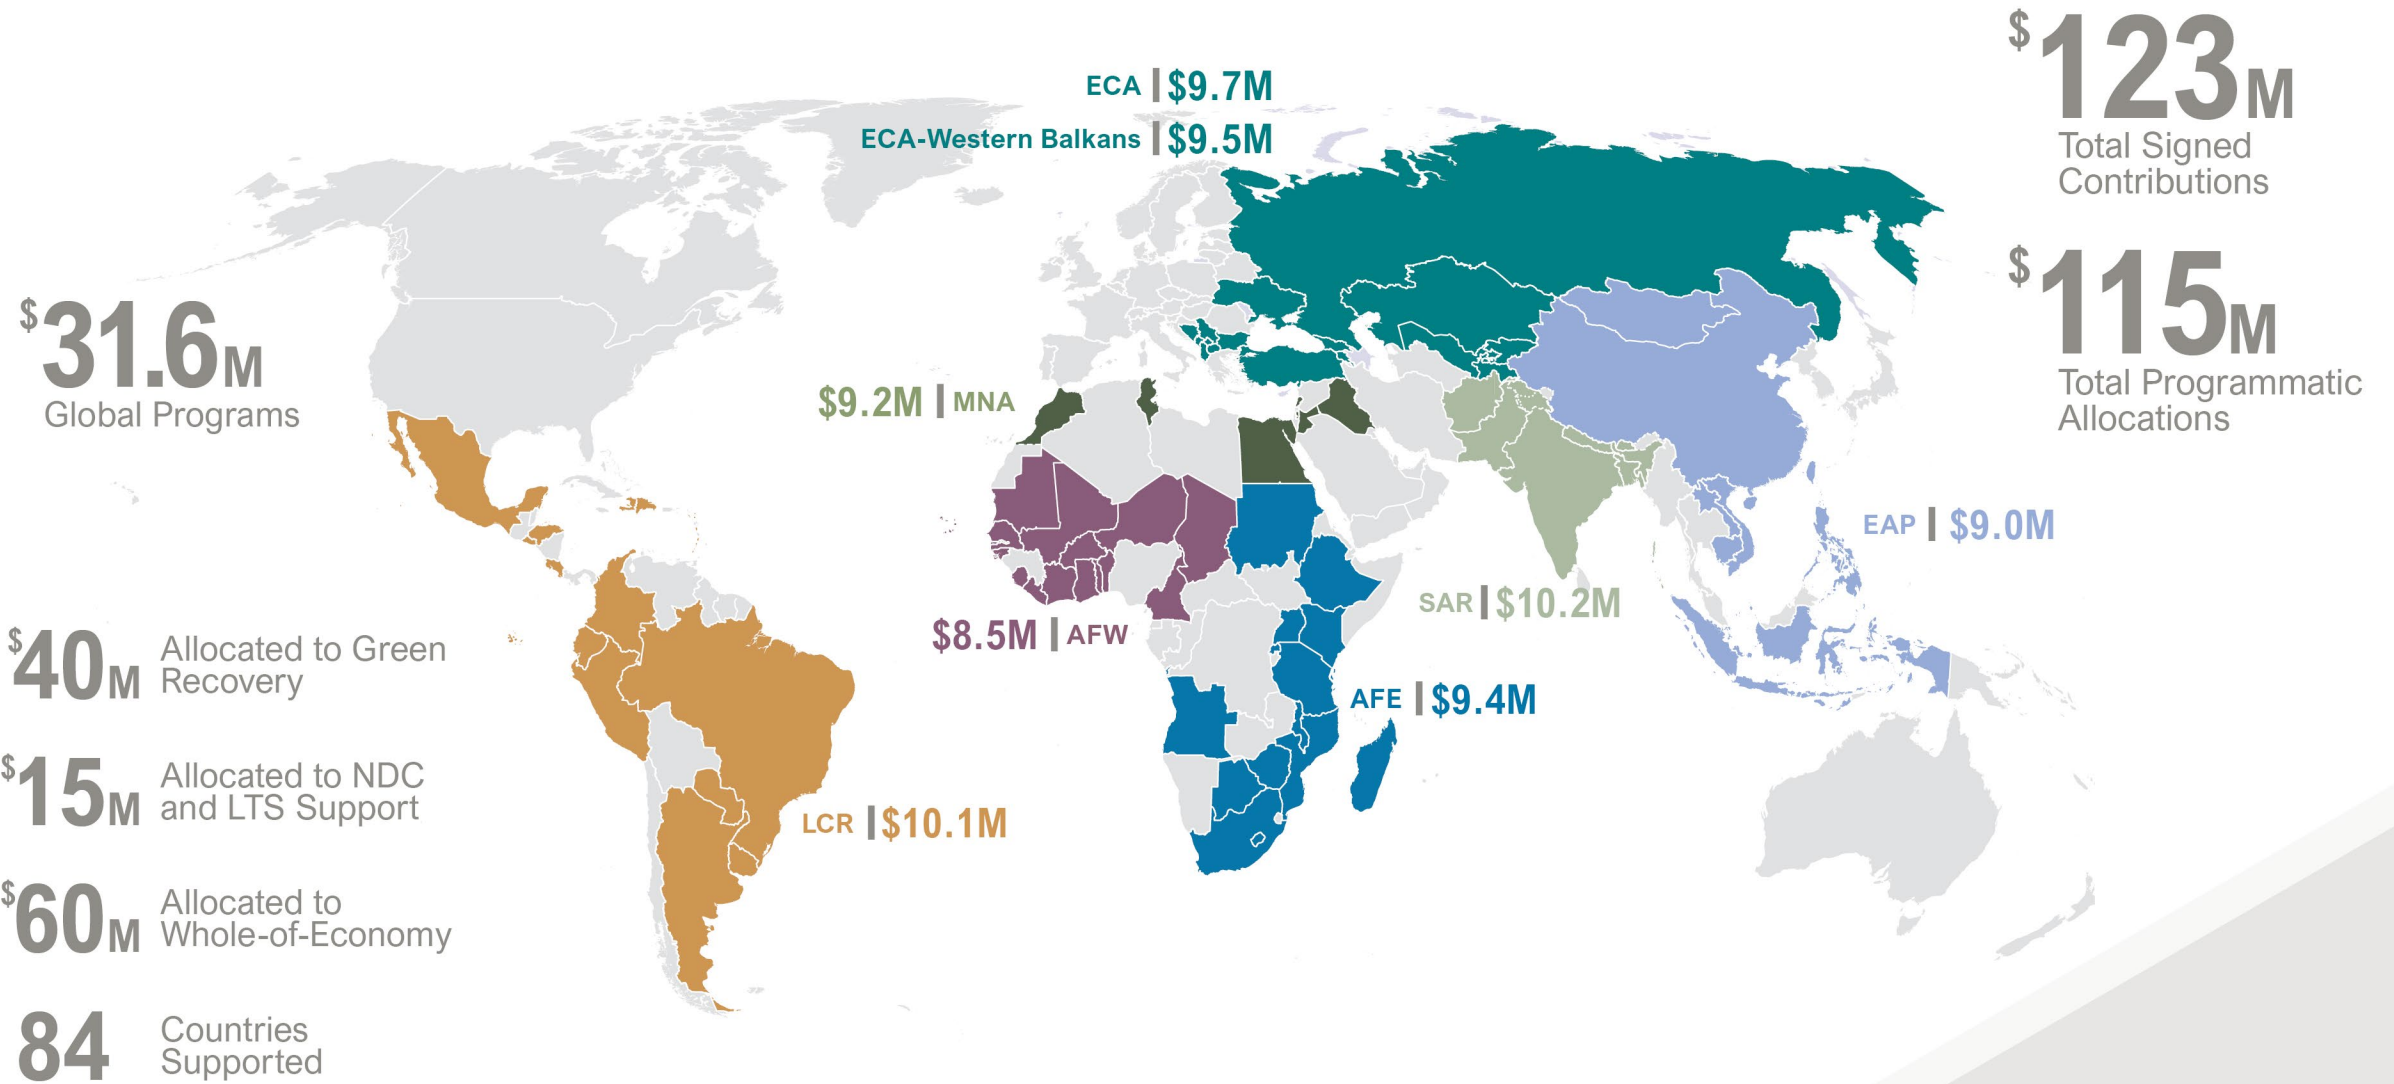 $123M
Total Signed
Contributions
$115M
Total Programmatic
Allocations
ECA | $9.7M
ECA-Western Balkans | $9.5M
$31.6M
Global Programs
$9.2M | MNA
EAP | $9.0M
SAR | $10.2M
$8.5M | AFW
AFE | $9.4M
LCR | $10.1M
$40M
Allocated to Green
Recovery
$15M
Allocated to NDC
and LTS Support
$60M
Allocated to
Whole-of-Economy
84
Countries
Supported